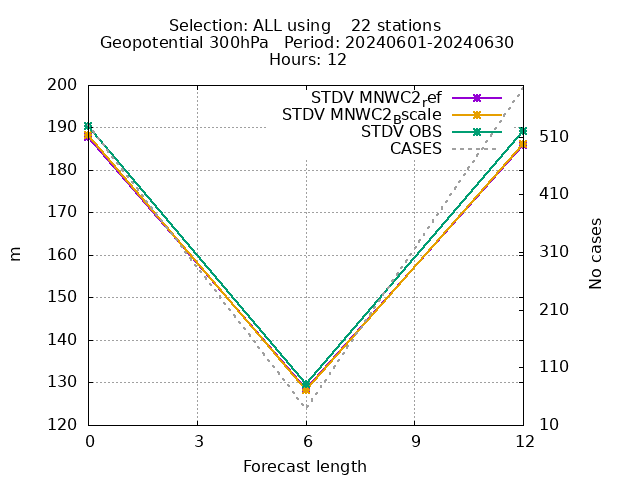 Selection: ALL using 22 stations
Geopotential 300hPa Period: 20240601-20240630
Hours: 12
STDV MNWC2_ref
STDV MNWC2_Bscale
STDV OBS
CASES
200
190
180
170
160
150
140
130
120
m
510
410
310
210
110
10
No cases
0 3 6 9 12
Forecast length